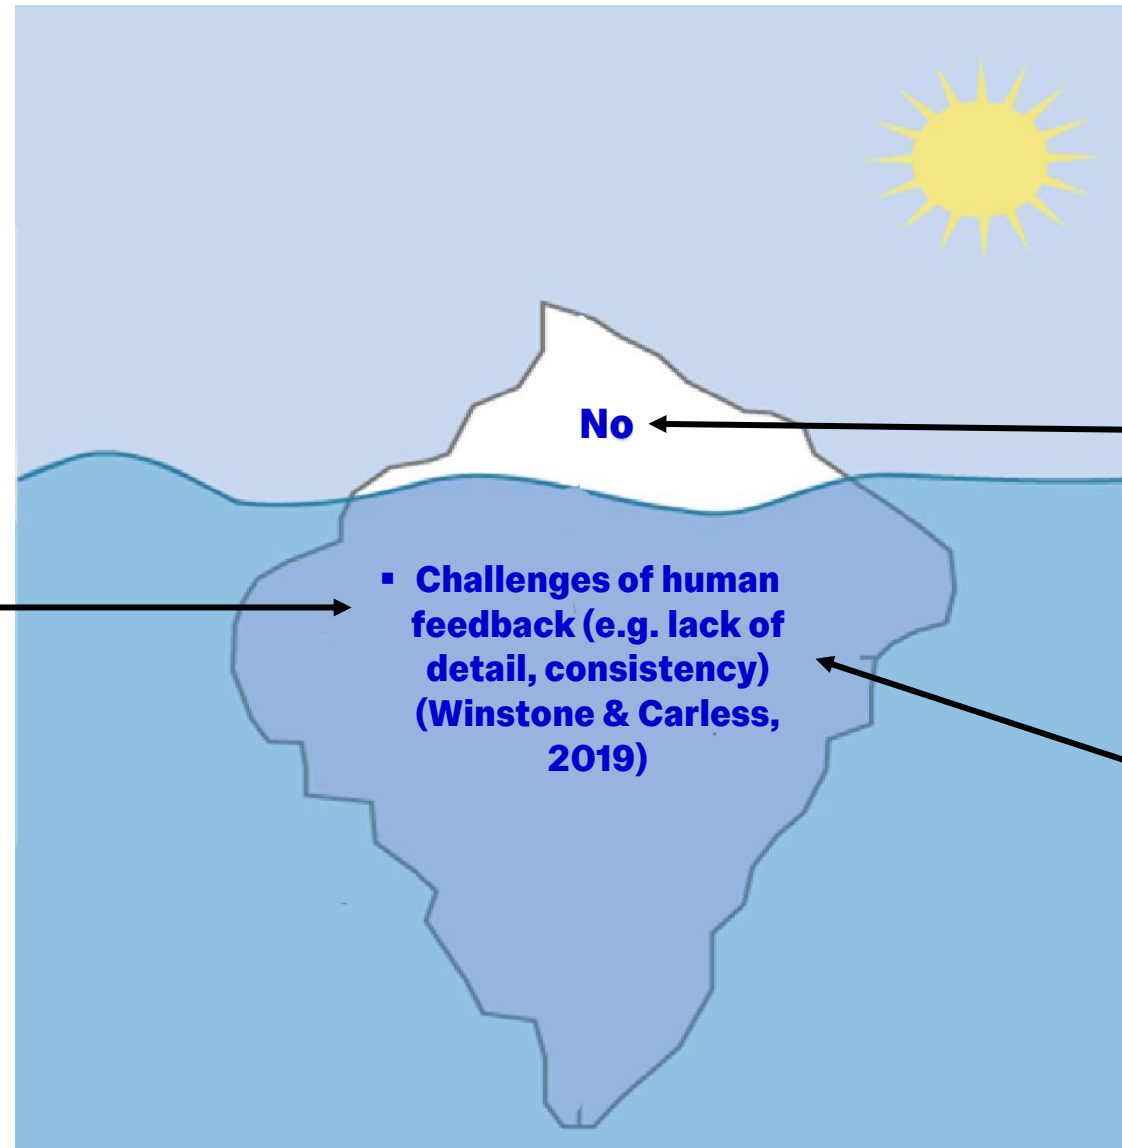 No
▪ Challenges of human
feedback (e.g. lack of
detail, consistency)
(Winstone & Carless,
2019)